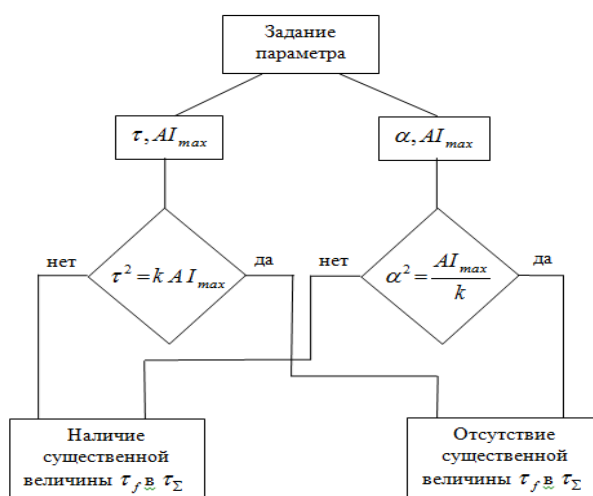 Задание
параметра
τ, AI_max
α, AI_max
нет
τ² = k AI_max
да
нет
α² = AI_max / k
да
Наличие
существенной
величины τ_f в τ_Σ
Отсутствие
существенной
величины τ_f в τ_Σ